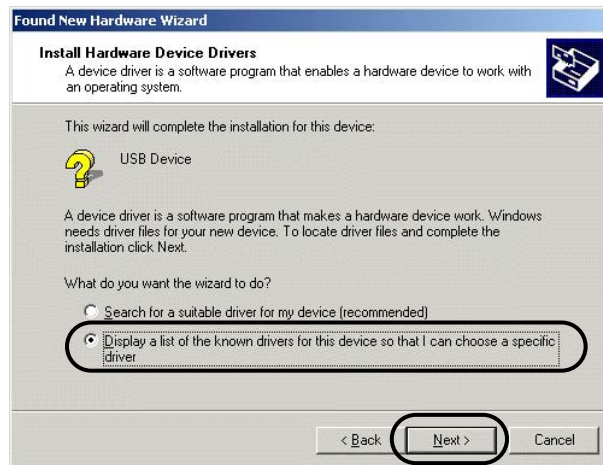 Found New Hardware Wizard
Install Hardware Device Drivers
A device driver is a software program that enables a hardware device to work with
an operating system.
This wizard will complete the installation for this device:
USB Device
A device driver is a software program that makes a hardware device work. Windows
needs driver files for your new device. To locate driver files and complete the
installation click Next.
What do you want the wizard to do?
Search for a suitable driver for my device (recommended)
Display a list of the known drivers for this device so that I can choose a specific
driver
< Back Next > Cancel